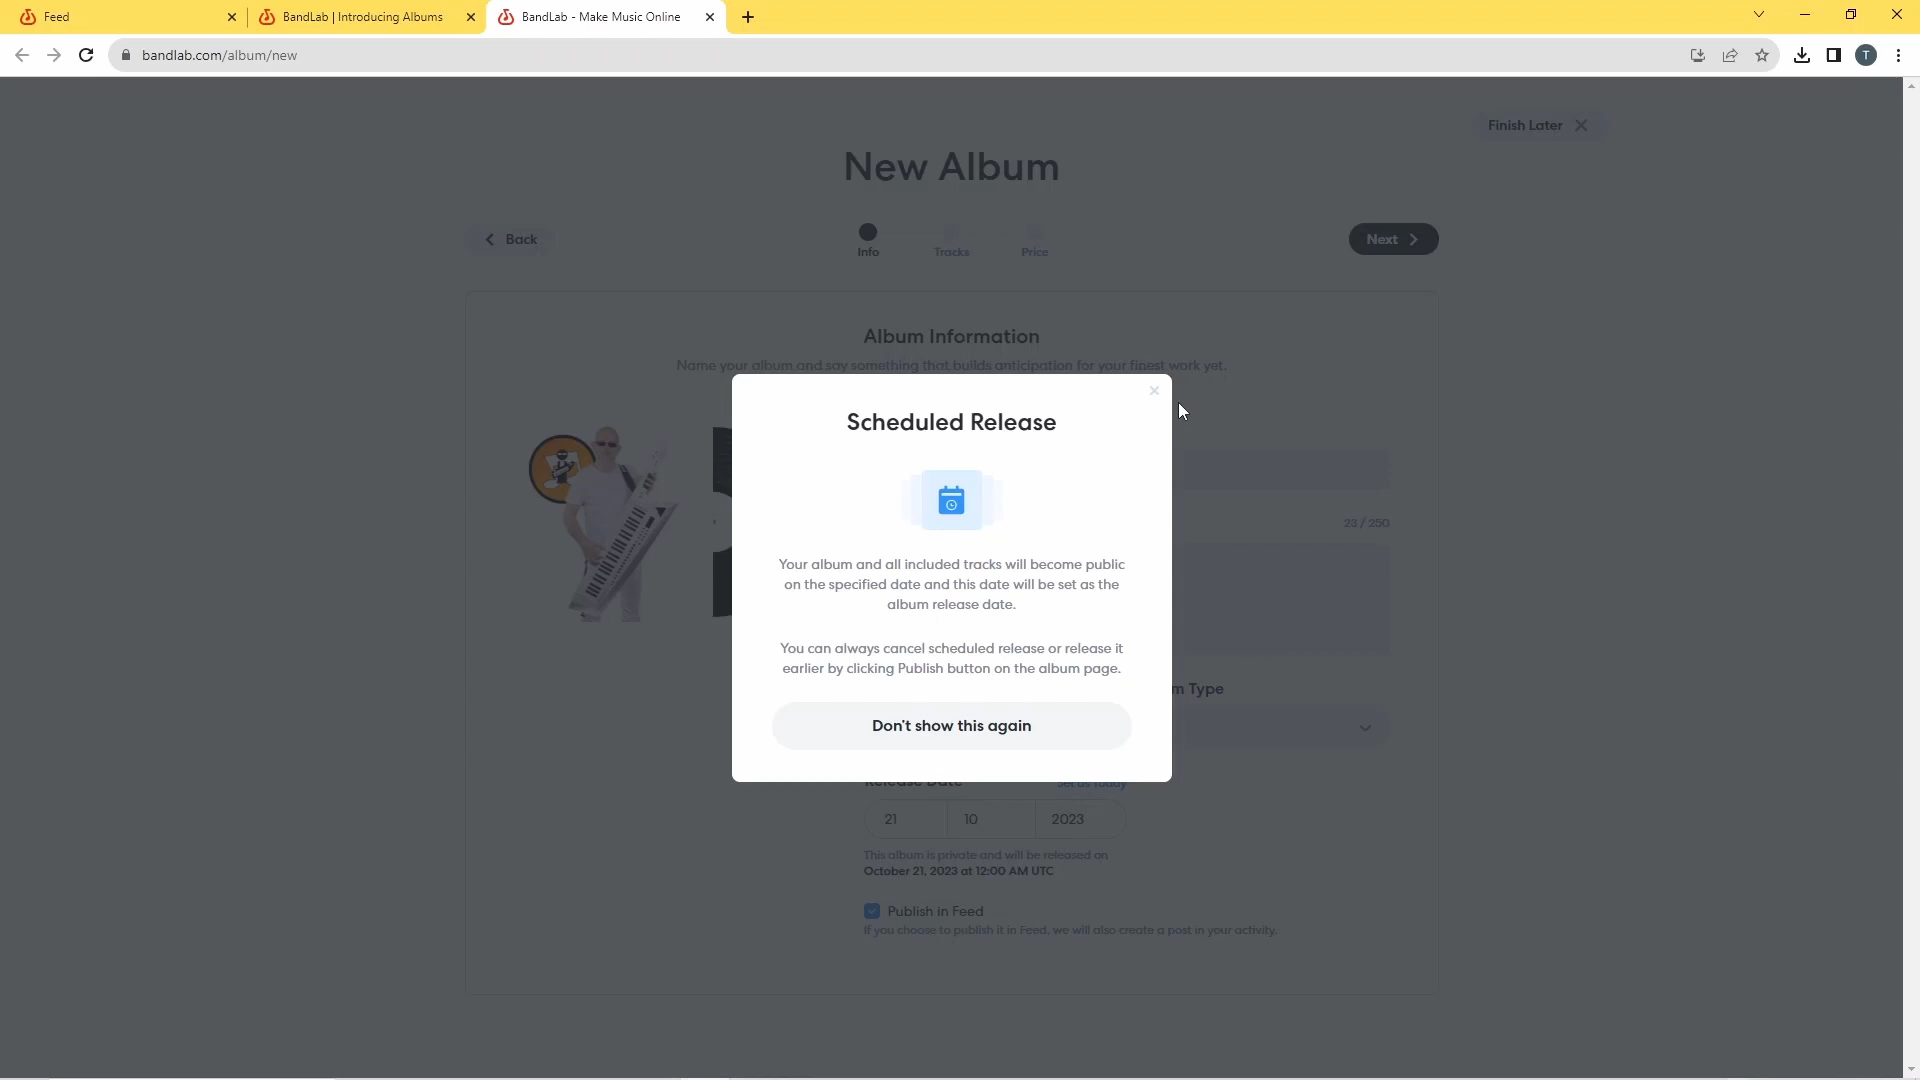 Feed
BandLab | Introducing Albums
BandLab - Make Music Online
bandlab.com/album/new
T
Finish Later
New Album
Back
Info
Tracks
Price
Next
Album Information
Name your album and say something that builds anticipation for your finest work yet.
Scheduled Release
23 / 250
Your album and all included tracks will become public
on the specified date and this date will be set as the
album release date.
You can always cancel scheduled release or release it
earlier by clicking Publish button on the album page.
m Type
Don't show this again
Release Date
Set as Today
21
10
2023
This album is private and will be released on
October 21, 2023 at 12:00 AM UTC
Publish in Feed
If you choose to publish it in Feed, we will also create a post in your activity.